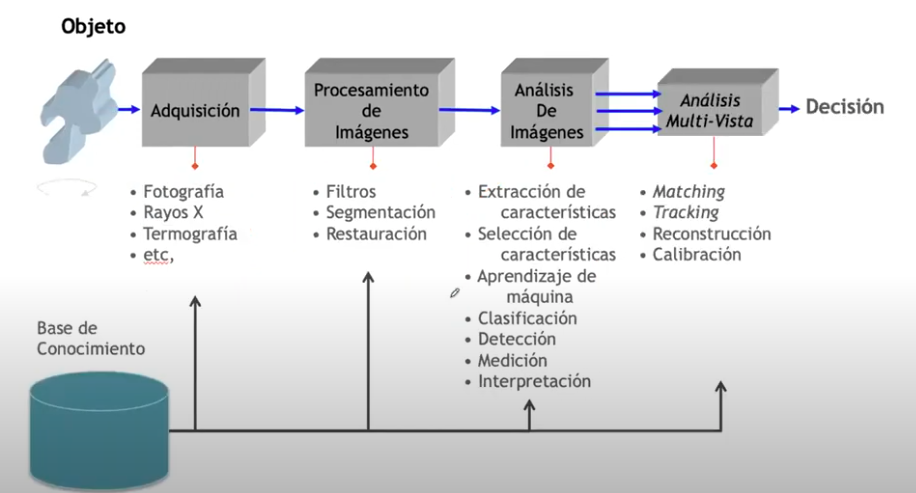 Objeto
Adquisición
Procesamiento
de
Imágenes
Análisis
De
Imágenes
Análisis
Multi-Vista
Decisión
• Fotografía
• Rayos X
• Termografía
• etc,
• Filtros
• Segmentación
• Restauración
• Extracción de
características
• Selección de
características
• Aprendizaje de
máquina
• Clasificación
• Detección
• Medición
• Interpretación
• Matching
• Tracking
• Reconstrucción
• Calibración
Base de
Conocimiento